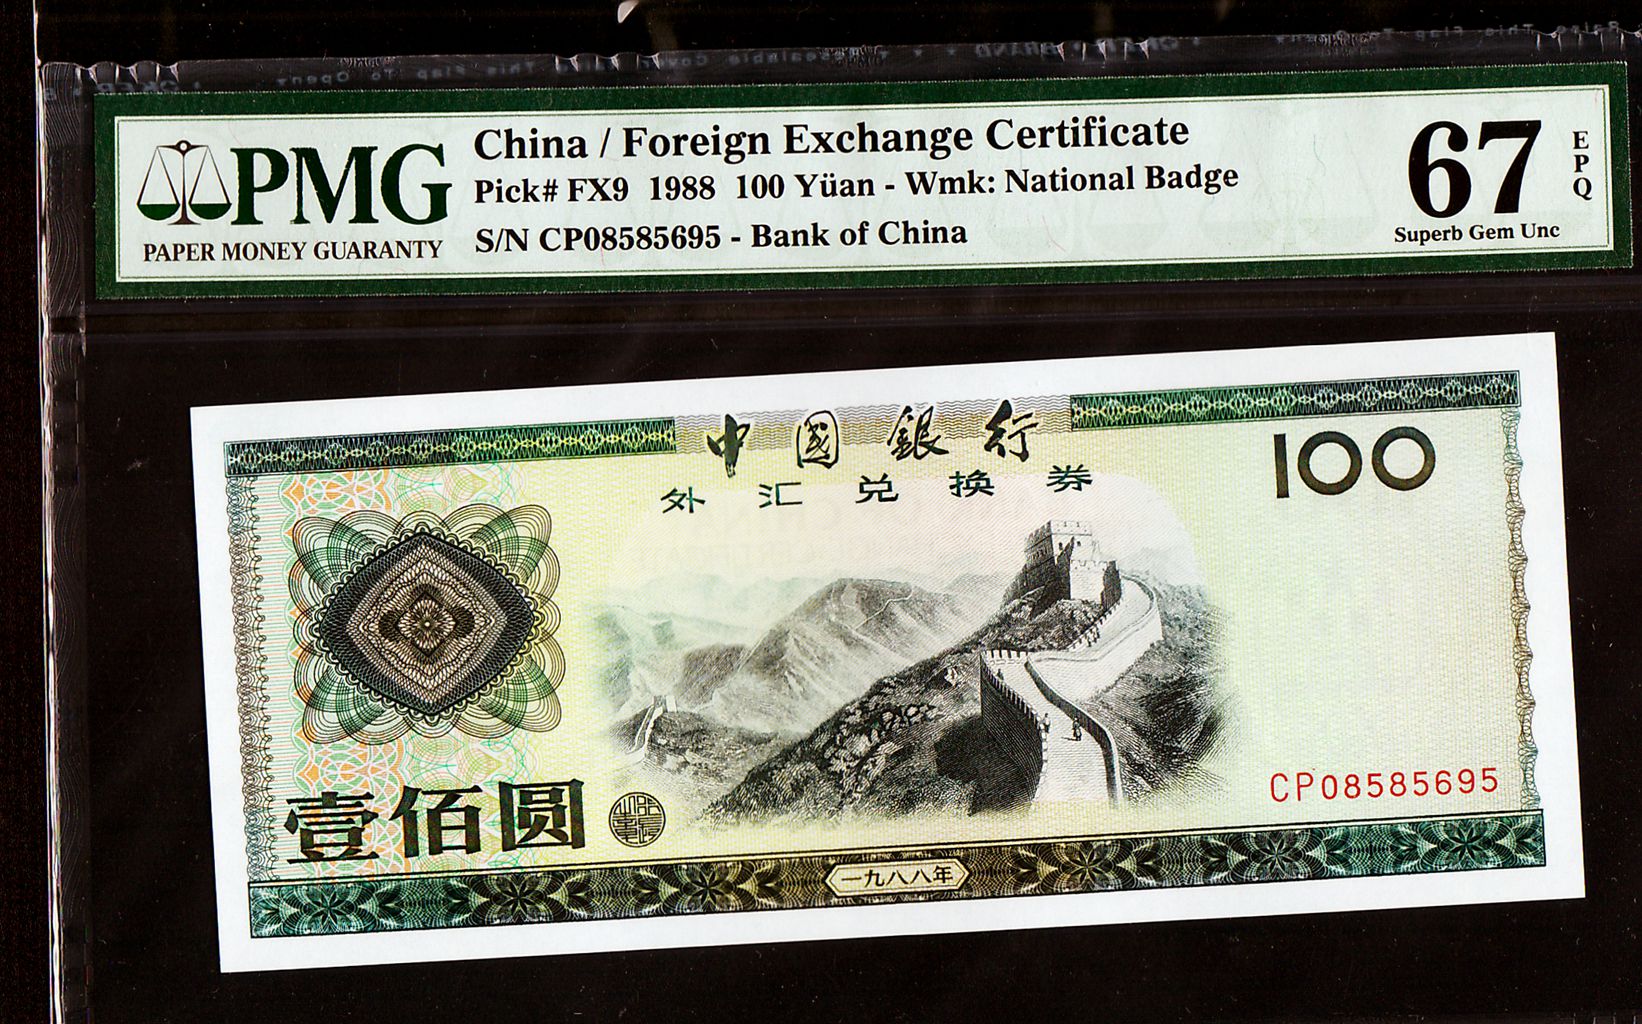 PMG
PAPER MONEY GUARANTY
China / Foreign Exchange Certificate
Pick# FX9 1988 100 Yüan - Wmk: National Badge
S/N CP08585695 - Bank of China
67
EPQ
Superb Gem Unc
中國銀行
外汇兑换券
100
CP08585695
壹佰圆
一九八八年